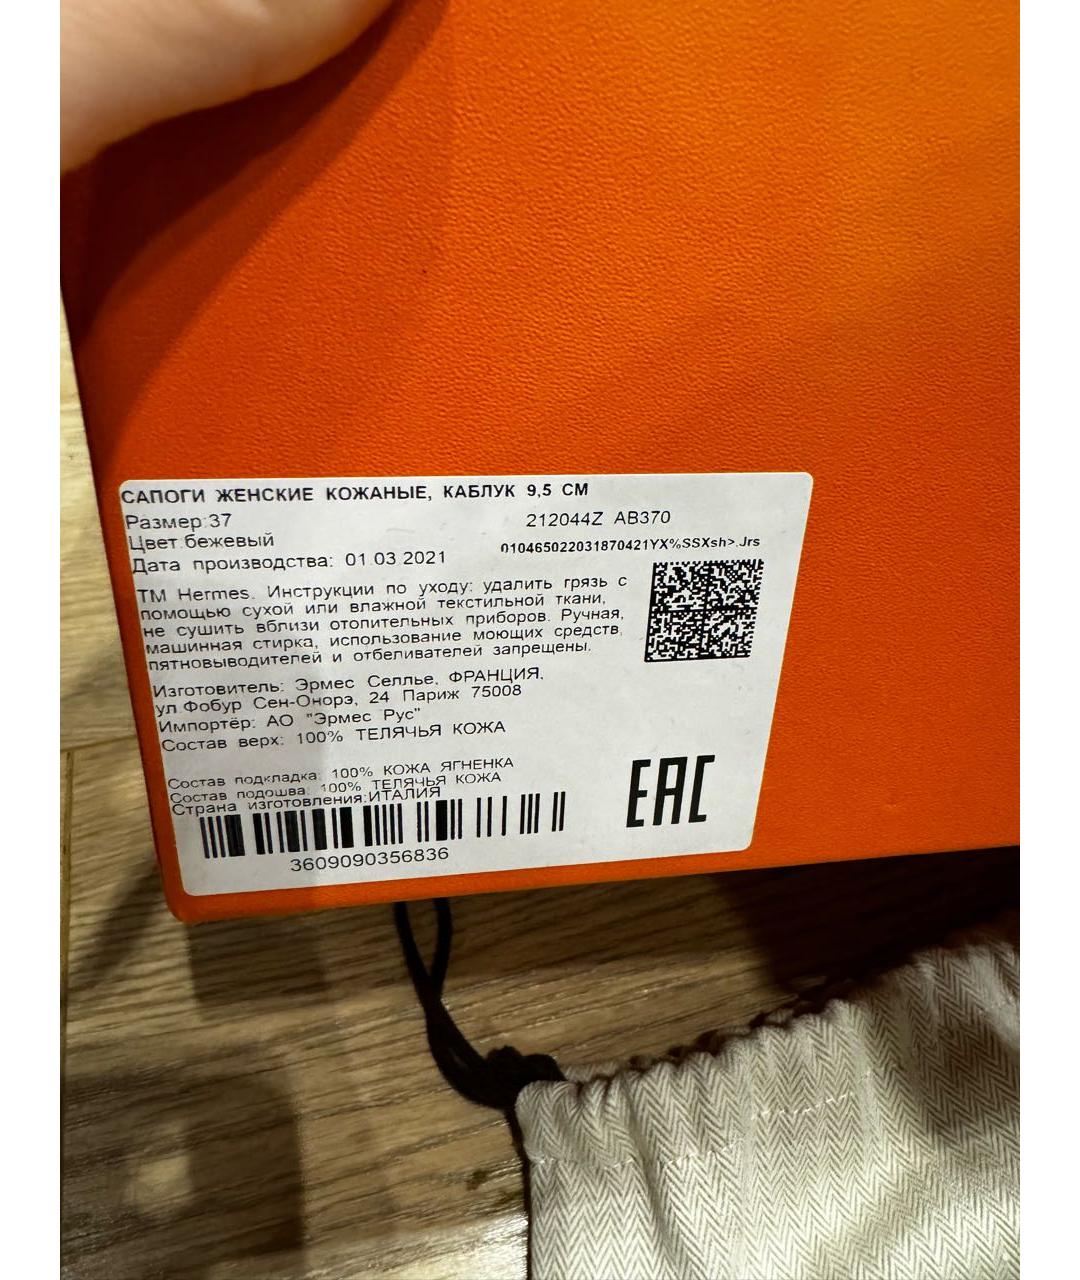 САПОГИ ЖЕНСКИЕ КОЖАНЫЕ, КАБЛУК 9,5 СМ
Размер:37
212044Z AB370
Цвет:бежевый
010465022031870421YX%SSXsh>.Jrs
Дата производства: 01.03.2021
ТМ Hermes. Инструкции по уходу: удалить грязь с
помощью сухой или влажной текстильной ткани,
не сушить вблизи отопительных приборов. Ручная,
машинная стирка, использование моющих средств,
пятновыводителей и отбеливателей запрещены.
Изготовитель: Эрмес Селлье, ФРАНЦИЯ,
ул.Фобур Сен-Онорэ, 24 Париж 75008
Импортёр: АО "Эрмес Рус"
Состав верх: 100% ТЕЛЯЧЬЯ КОЖА
Состав подкладка: 100% КОЖА ЯГНЕНКА
Состав подошва: 100% ТЕЛЯЧЬЯ КОЖА
Страна изготовления:ИТАЛИЯ
EAC
3609090356836